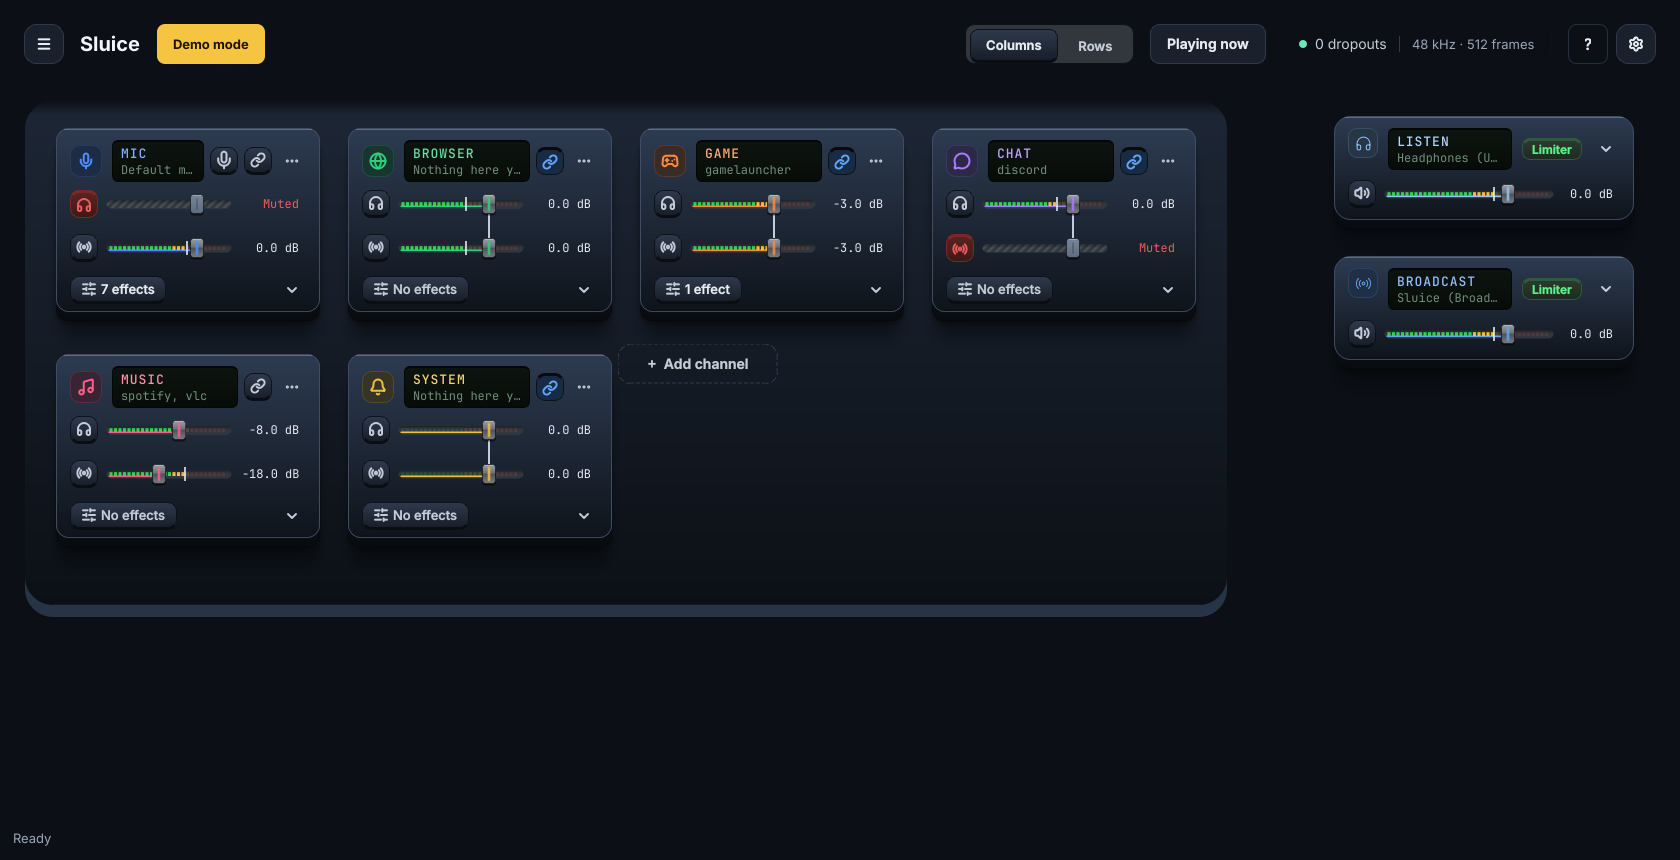 Sluice
Demo mode
Columns
Rows
Playing now
0 dropouts
48 kHz · 512 frames
?
MIC
Default m…
Muted
0.0 dB
7 effects
BROWSER
Nothing here y…
0.0 dB
0.0 dB
No effects
GAME
gamelauncher
-3.0 dB
-3.0 dB
1 effect
CHAT
discord
0.0 dB
Muted
No effects
LISTEN
Headphones (U…
Limiter
0.0 dB
BROADCAST
Sluice (Broad…
Limiter
0.0 dB
MUSIC
spotify, vlc
-8.0 dB
-18.0 dB
No effects
SYSTEM
Nothing here y…
0.0 dB
0.0 dB
No effects
+ Add channel
Ready